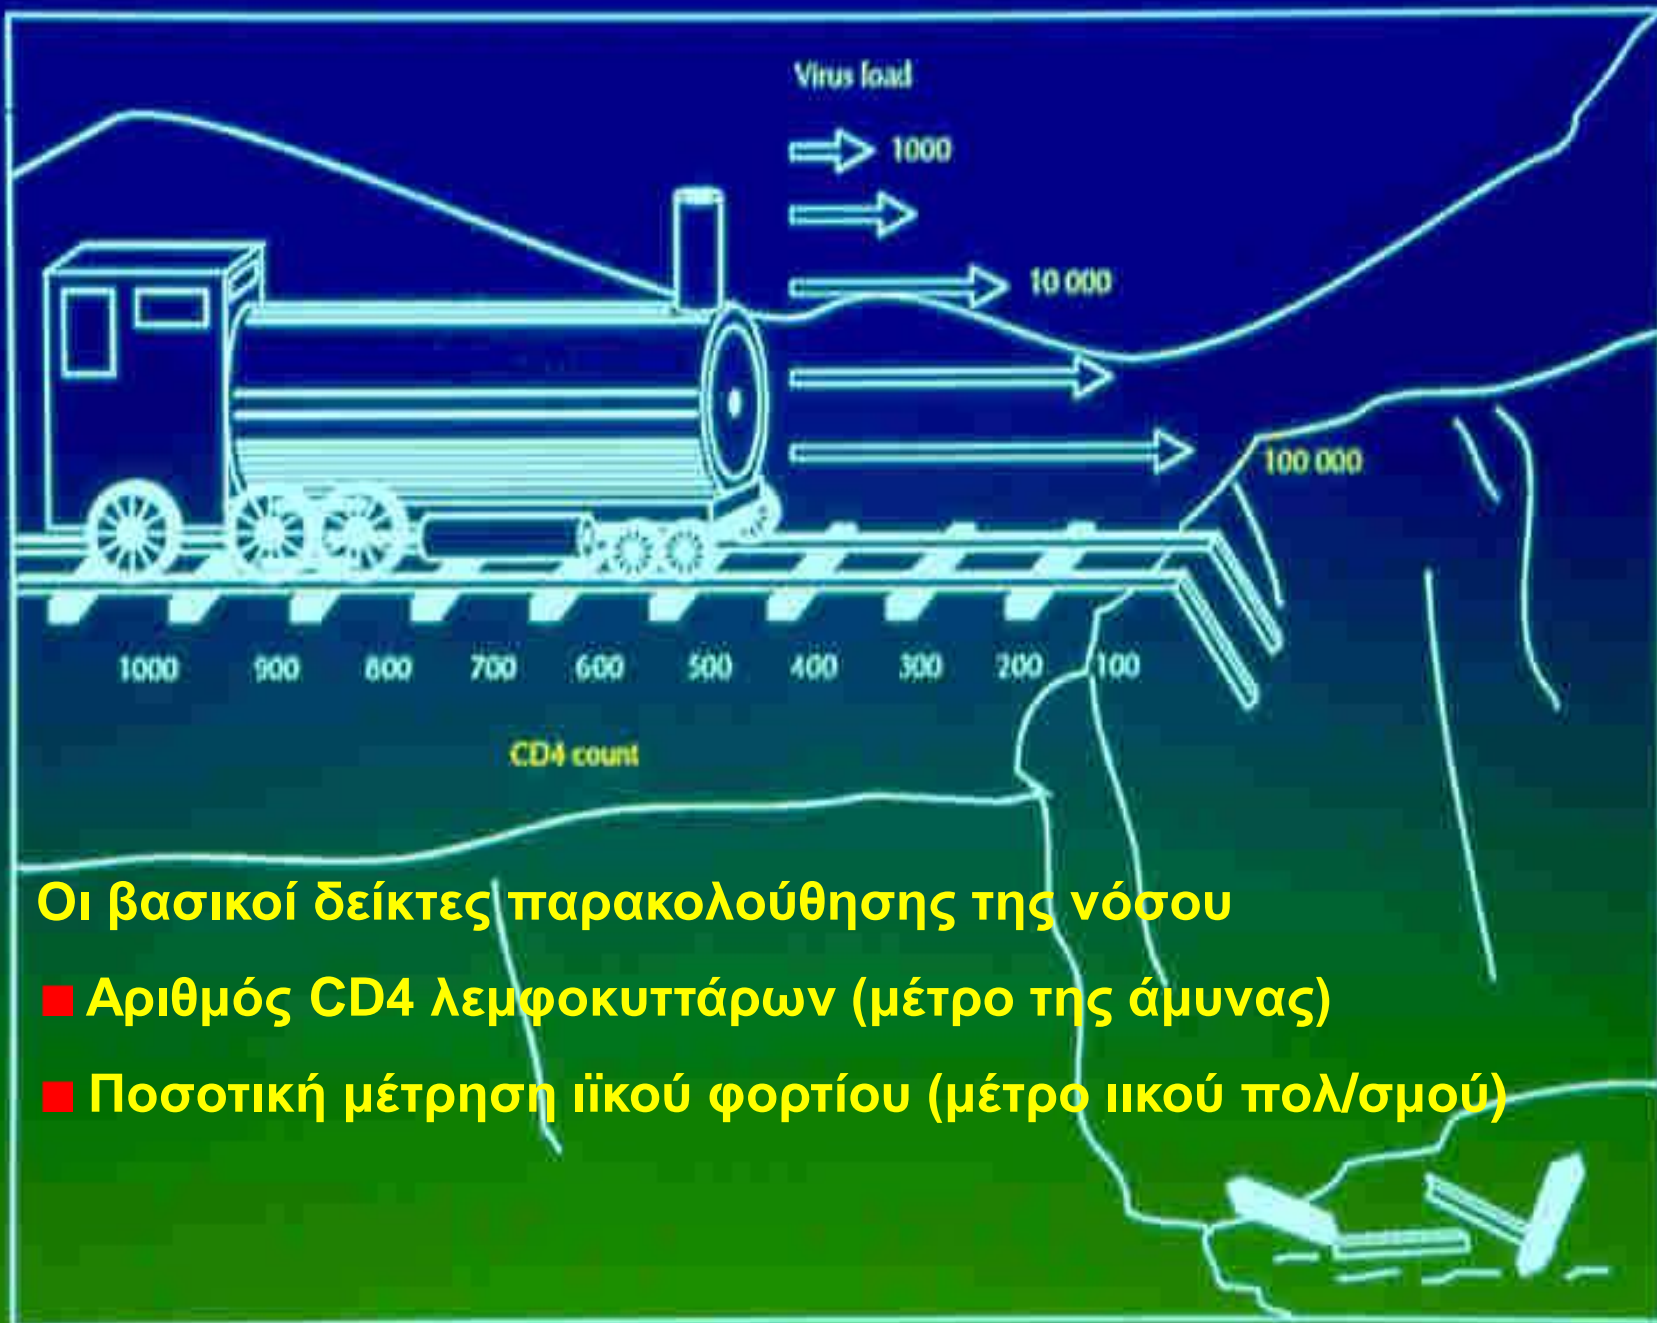 Virus load
1000
10 000
100 000
1000 900 800 700 600 500 400 300 200 100
CD4 count
Οι βασικοί δείκτες παρακολούθησης της νόσου
Αριθμός CD4 λεμφοκυττάρων (μέτρο της άμυνας)
Ποσοτική μέτρηση ιϊκού φορτίου (μέτρο ιικού πολ/σμού)